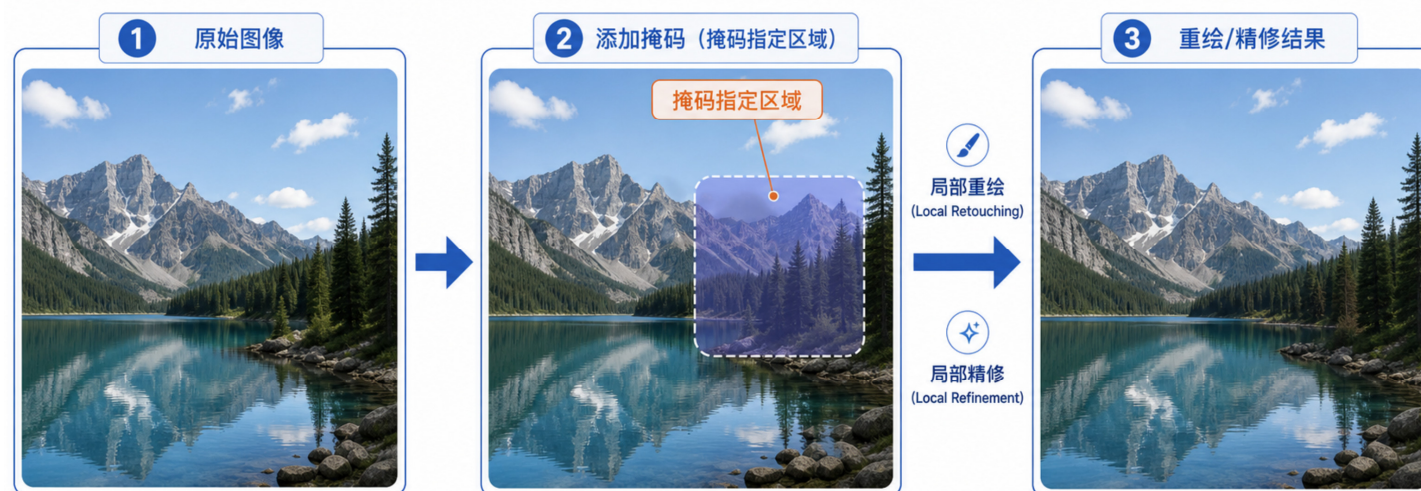 1 原始图像
2 添加掩码（掩码指定区域）
掩码指定区域
局部重绘
(Local Retouching)
局部精修
(Local Refinement)
3 重绘/精修结果